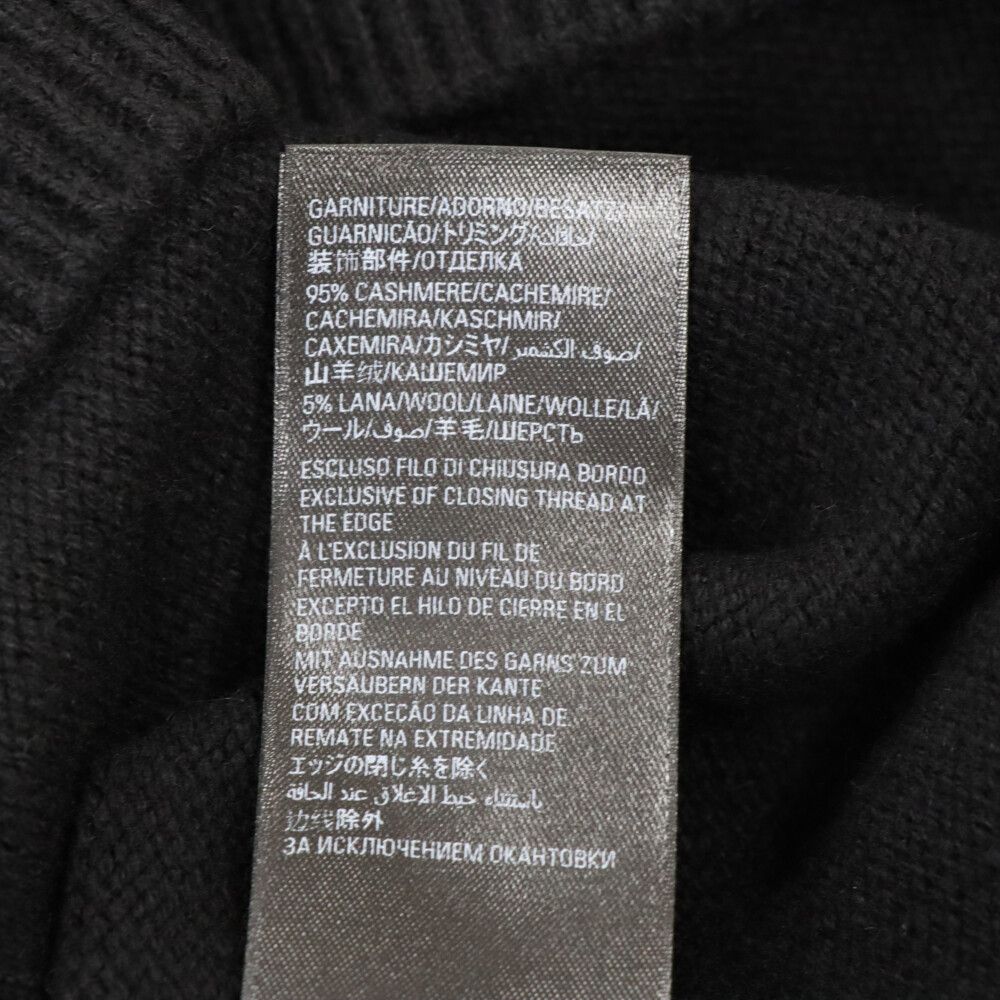 GARNITURE/ADORNO/BESATZ/
GUARNICÃO/トリミング/زخارف/
装饰部件/ОТДЕЛКА
95% CASHMERE/CACHEMIRE/
CACHEMIRA/KASCHMIR/
CAXEMIRA/カシミヤ/صوف الكشمير/
山羊绒/КАШЕМИР
5% LANA/WOOL/LAINE/WOLLE/LÃ/
ウール/صوف/羊毛/ШЕРСТЬ
ESCLUSO FILO DI CHIUSURA BORDO
EXCLUSIVE OF CLOSING THREAD AT
THE EDGE
À L'EXCLUSION DU FIL DE
FERMETURE AU NIVEAU DU BORD
EXCEPTO EL HILO DE CIERRE EN EL
BORDE
MIT AUSNAHME DES GARNS ZUM
VERSÄUBERN DER KANTE
COM EXCEÇÃO DA LINHA DE
REMATE NA EXTREMIDADE
エッジの閉じ糸を除く
باستثناء خيط الإغلاق عند الحافة
边线除外
ЗА ИСКЛЮЧЕНИЕМ ОКАНТОВКИ